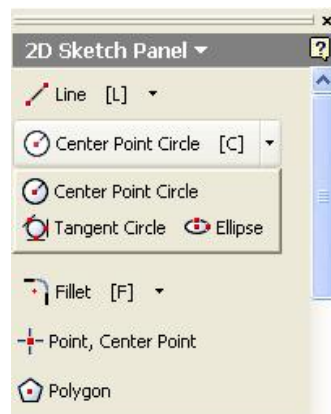 2D Sketch Panel
Line [L]
Center Point Circle [C]
Center Point Circle
Tangent Circle Ellipse
Fillet [F]
Point, Center Point
Polygon